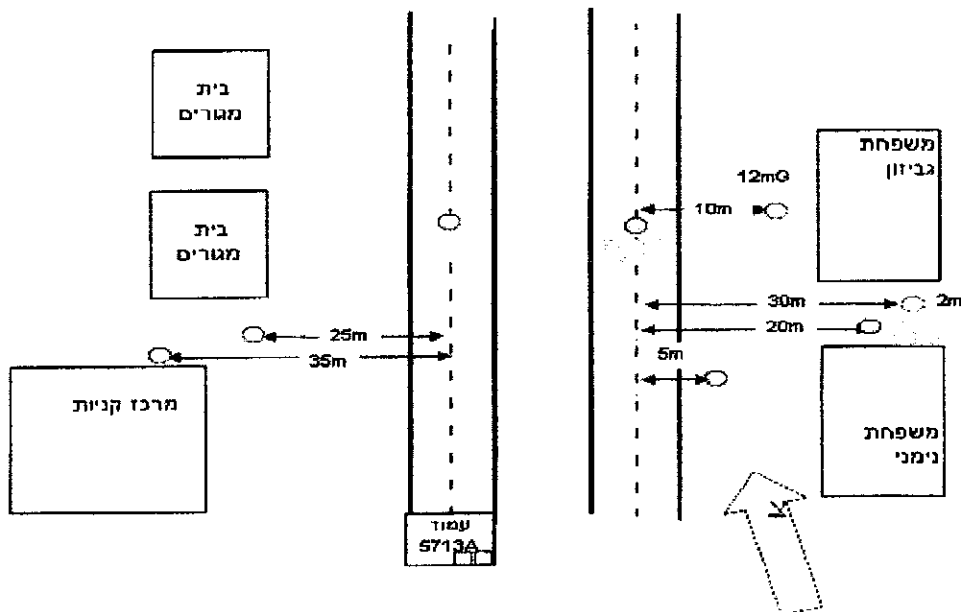 בית
מגורים
משפחת
גביזון
12mG
10m
בית
מגורים
30m
2m
25m
20m
35m
5m
מרכז קניות
משפחת
נימני
עמוד
5713A